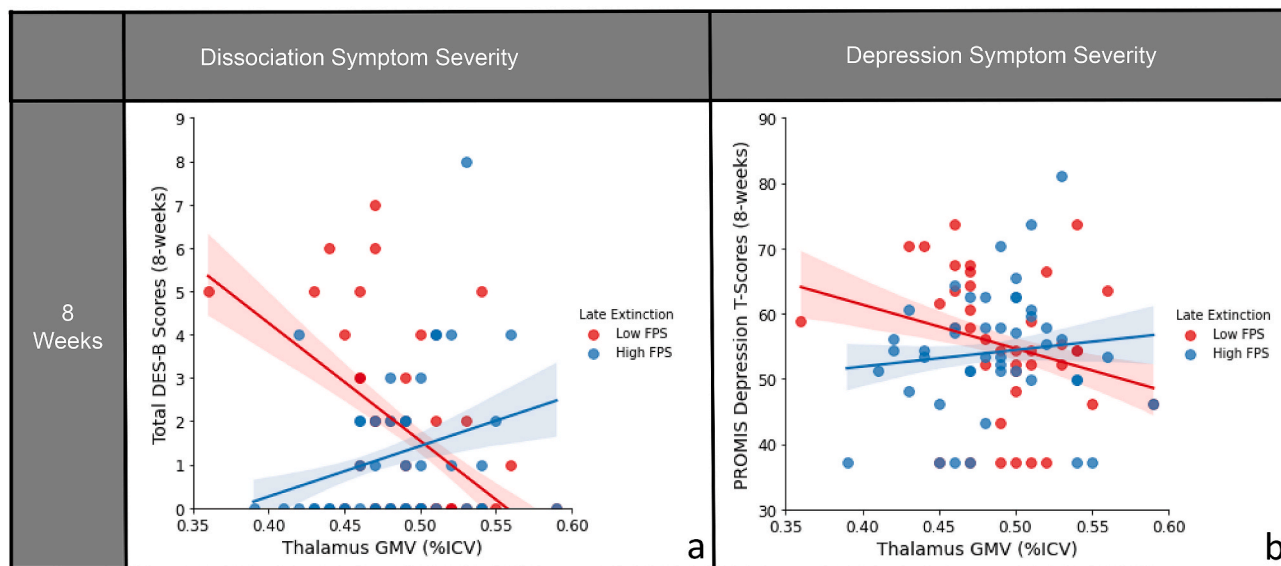 Dissociation Symptom Severity
Depression Symptom Severity
8
Weeks
Total DES-B Scores (8-weeks)
9
8
7
6
5
4
3
2
1
0
0.35 0.40 0.45 0.50 0.55 0.60
Thalamus GMV (%ICV)
Late Extinction
Low FPS
High FPS
a
PROMIS Depression T-Scores (8-weeks)
90
80
70
60
50
40
30
0.35 0.40 0.45 0.50 0.55 0.60
Thalamus GMV (%ICV)
Late Extinction
Low FPS
High FPS
b